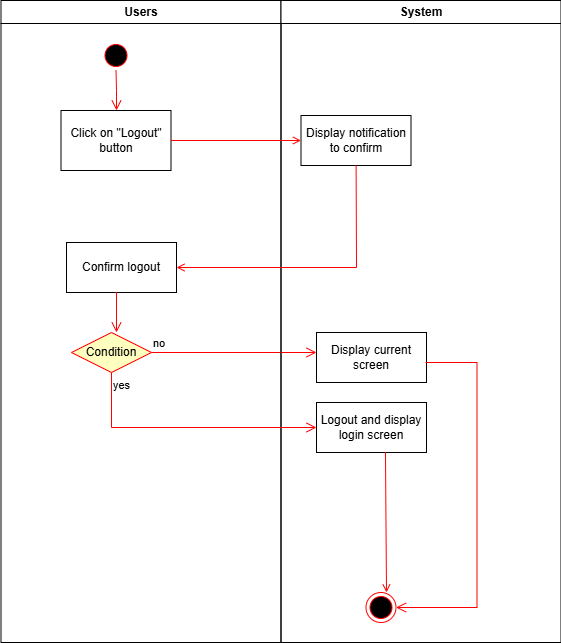 Users
System
Click on "Logout"
button
Display notification
to confirm
Confirm logout
Condition
no
yes
Display current
screen
Logout and display
login screen